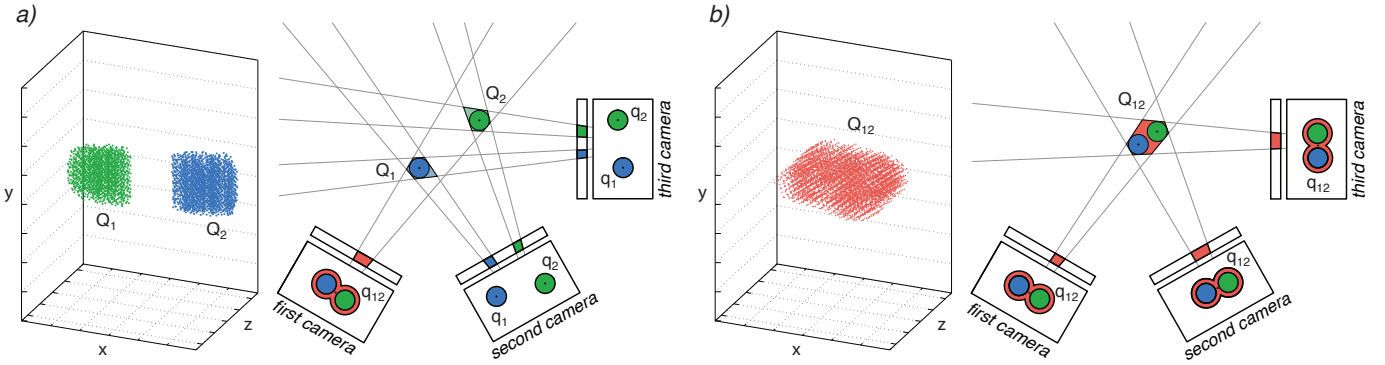 a)
y
x
z
Q1
Q2
Q2
Q1
q12
first camera
q2
q1
second camera
q2
q1
third camera
b)
y
x
z
Q12
Q12
q12
first camera
q12
second camera
q12
third camera